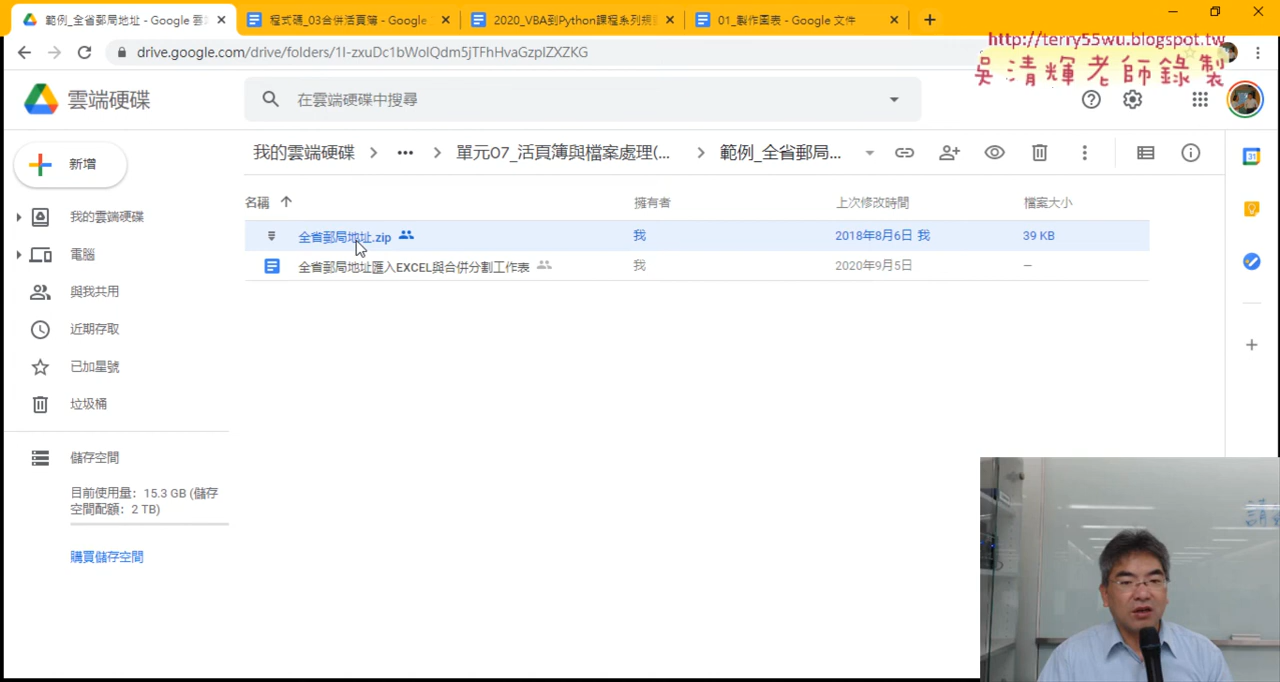 範例_全省郵局地址 - Google 雲
程式碼_03合併活頁簿 - Google
2020_VBA到Python課程系列規
01_製作圖表 - Google 文件
drive.google.com/drive/folders/1I-zxuDc1bWolQdm5jTFhHvaGzpIZXZKG
http://terry55wu.blogspot.tw
吳清輝老師錄製
雲端硬碟
在雲端硬碟中搜尋
新增
我的雲端硬碟
電腦
與我共用
近期存取
已加星號
垃圾桶
儲存空間
目前使用量：15.3 GB (儲存
空間配額：2 TB)
購買儲存空間
我的雲端硬碟 > ••• > 單元07_活頁簿與檔案處理(... > 範例_全省郵局...
名稱 擁有者 上次修改時間 檔案大小
全省郵局地址.zip 我 2018年8月6日 我 39 KB
全省郵局地址匯入EXCEL與合併分割工作表 我 2020年9月5日 –
31
請